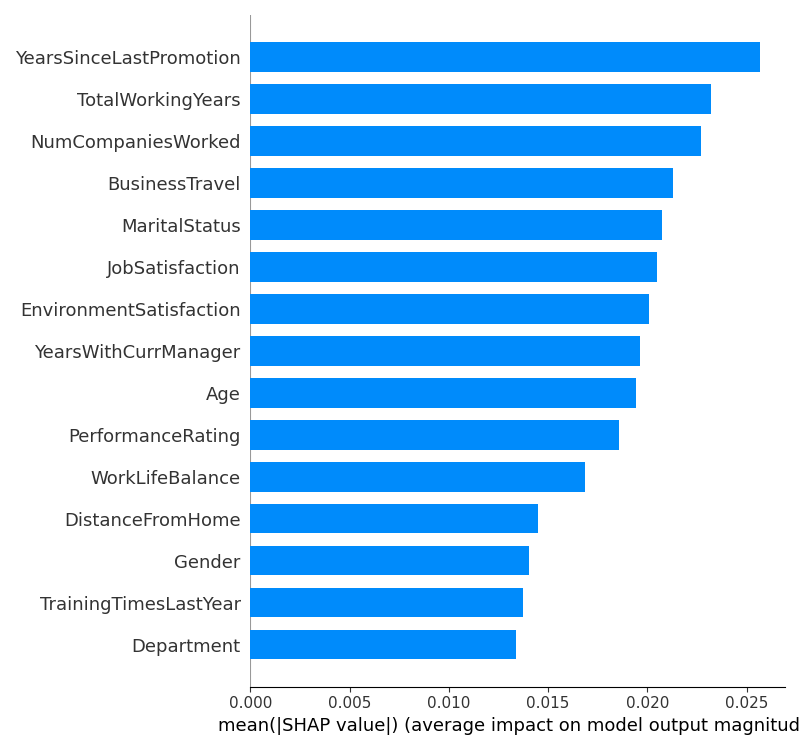 YearsSinceLastPromotion
TotalWorkingYears
NumCompaniesWorked
BusinessTravel
MaritalStatus
JobSatisfaction
EnvironmentSatisfaction
YearsWithCurrManager
Age
PerformanceRating
WorkLifeBalance
DistanceFromHome
Gender
TrainingTimesLastYear
Department
0.000 0.005 0.010 0.015 0.020 0.025
mean(|SHAP value|) (average impact on model output magnitud